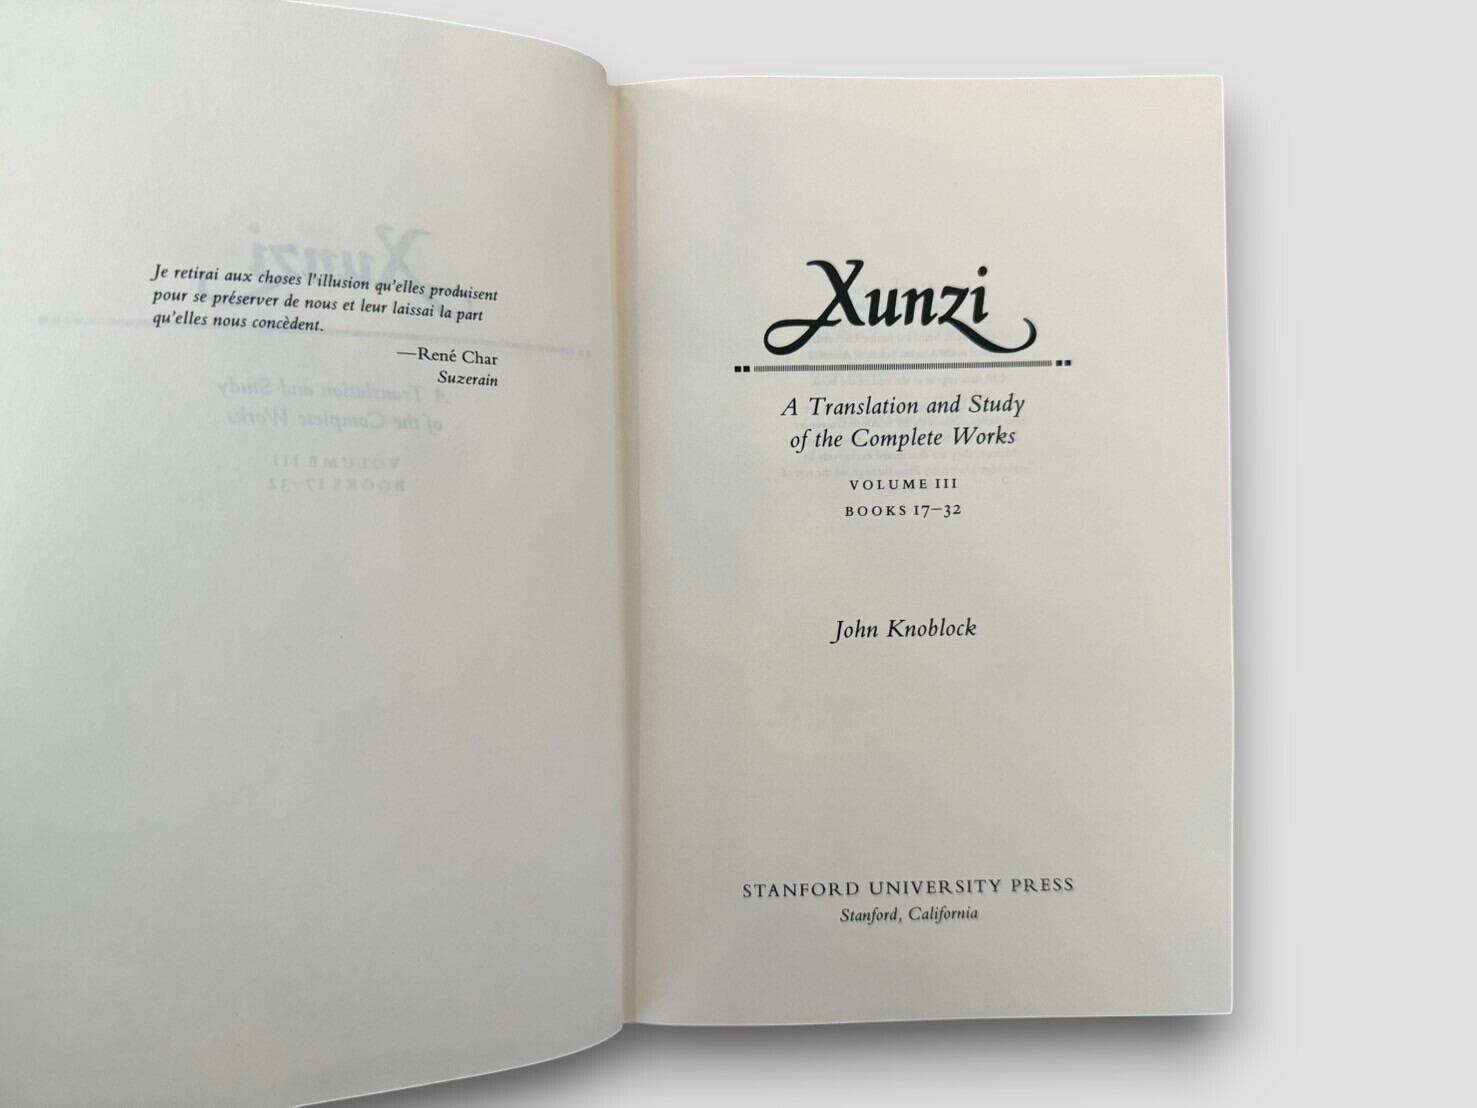 Je retirai aux choses l'illusion qu'elles produisent
pour se préserver de nous et leur laissai la part
qu'elles nous concèdent.
—René Char
Suzerain
Xunzi
A Translation and Study
of the Complete Works
VOLUME III
BOOKS 17–32
John Knoblock
STANFORD UNIVERSITY PRESS
Stanford, California